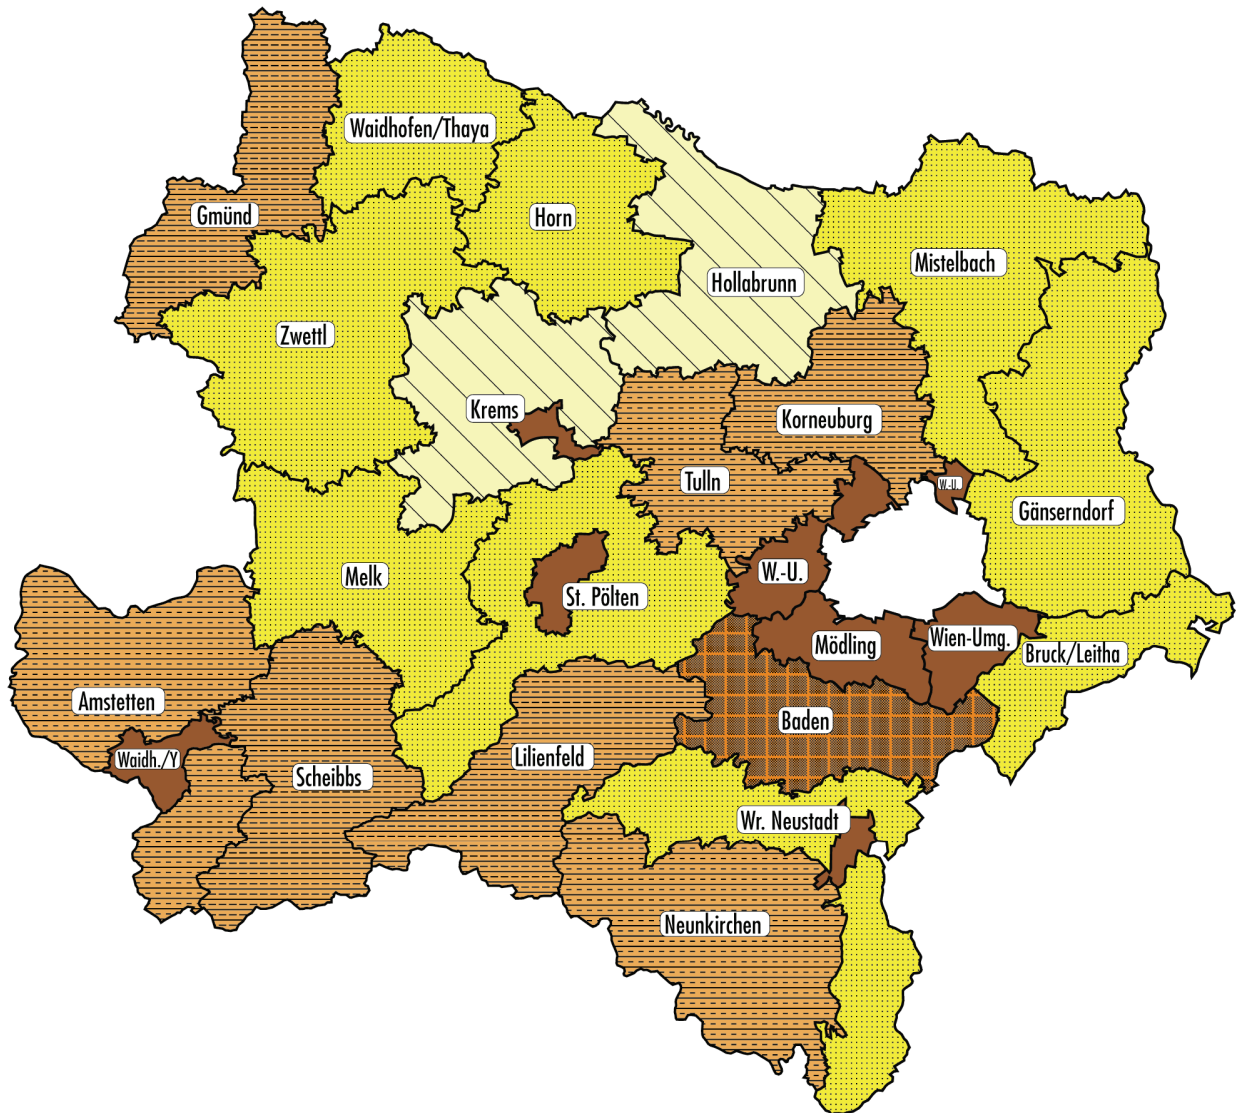 Waidhofen/Thaya
Gmünd
Horn
Mistelbach
Hollabrunn
Zwettl
Krems
Korneuburg
Tulln
W.-U.
Gänserndorf
Melk
W.-U.
St. Pölten
Mödling
Wien-Umg.
Bruck/Leitha
Amstetten
Baden
Waidh./Y
Lilienfeld
Scheibbs
Wr. Neustadt
Neunkirchen